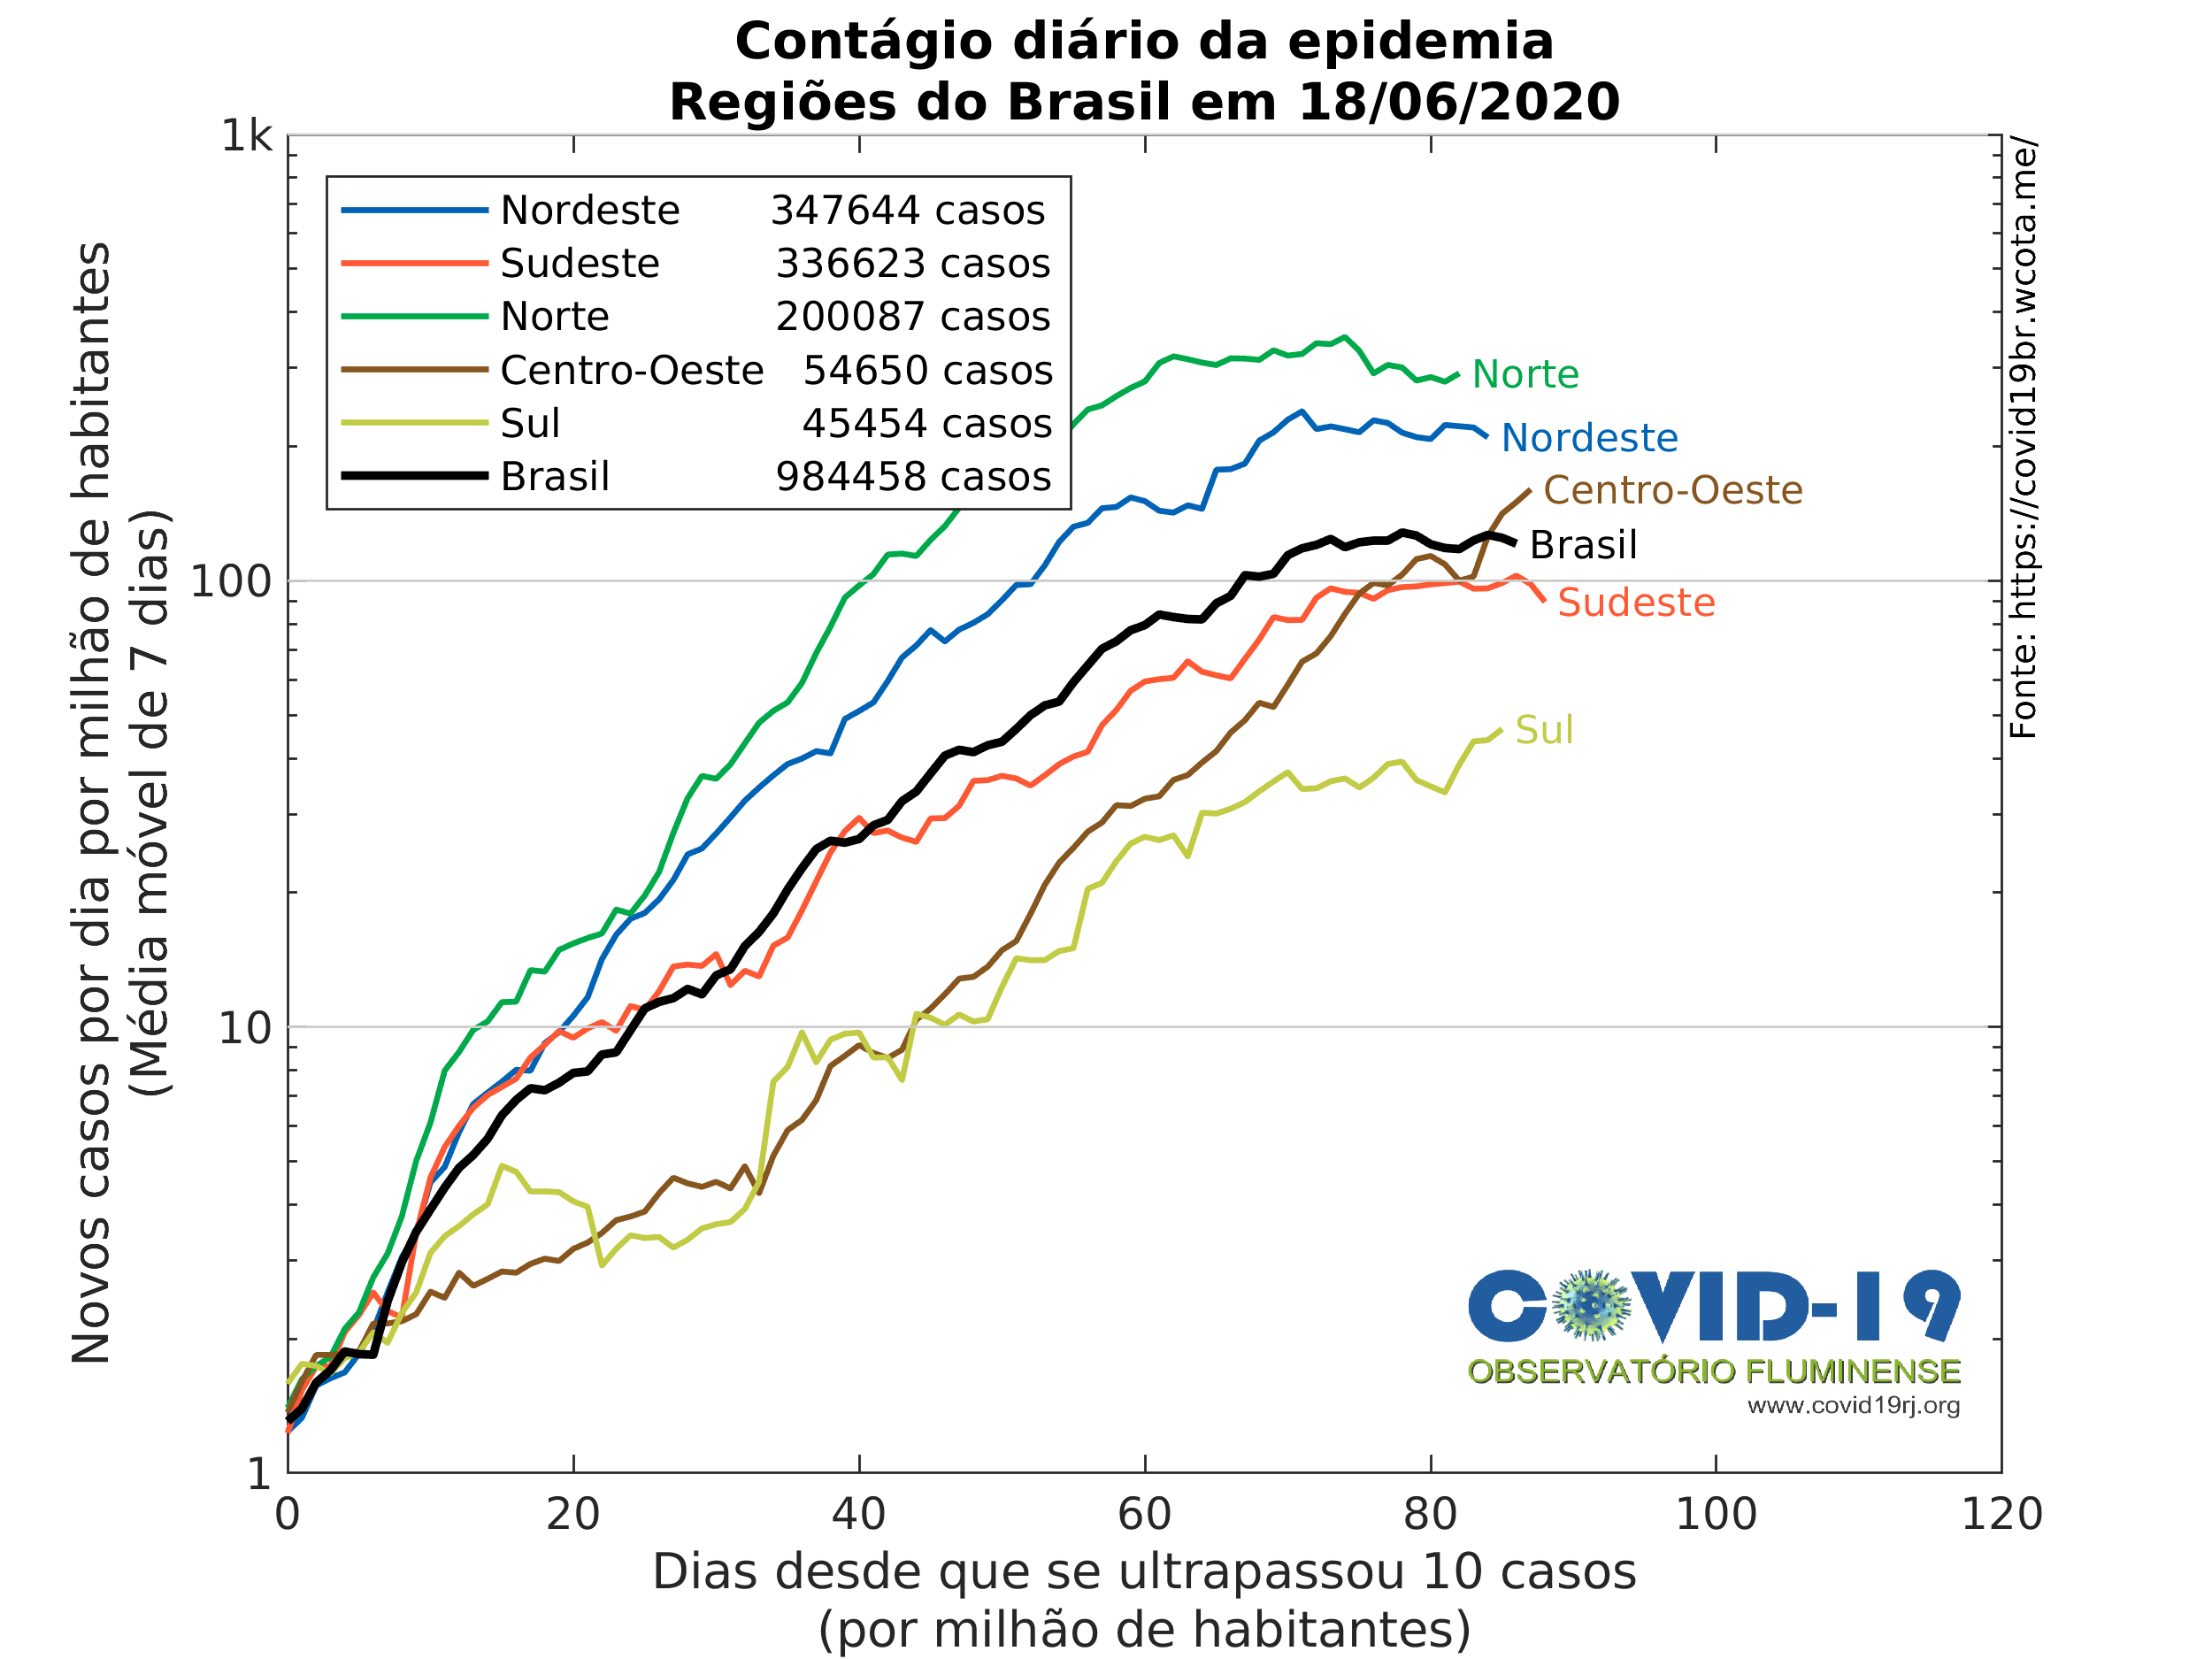 Contágio diário da epidemia
Regiões do Brasil em 18/06/2020
1k
100
10
1
Novos casos por dia por milhão de habitantes
(Média móvel de 7 dias)
Nordeste 347644 casos
Sudeste 336623 casos
Norte 200087 casos
Centro-Oeste 54650 casos
Sul 45454 casos
Brasil 984458 casos
Norte
Nordeste
Centro-Oeste
Brasil
Sudeste
Sul
Fonte: https://covid19br.wcota.me/
COVID-19
OBSERVATÓRIO FLUMINENSE
www.covid19rj.org
0 20 40 60 80 100 120
Dias desde que se ultrapassou 10 casos
(por milhão de habitantes)